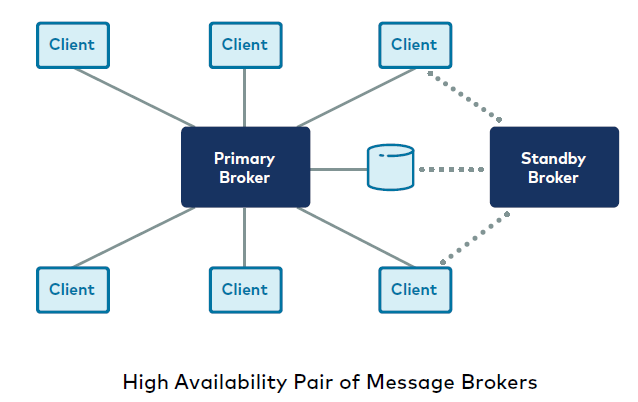 Client
Client
Client
Primary
Broker
Standby
Broker
Client
Client
Client
High Availability Pair of Message Brokers